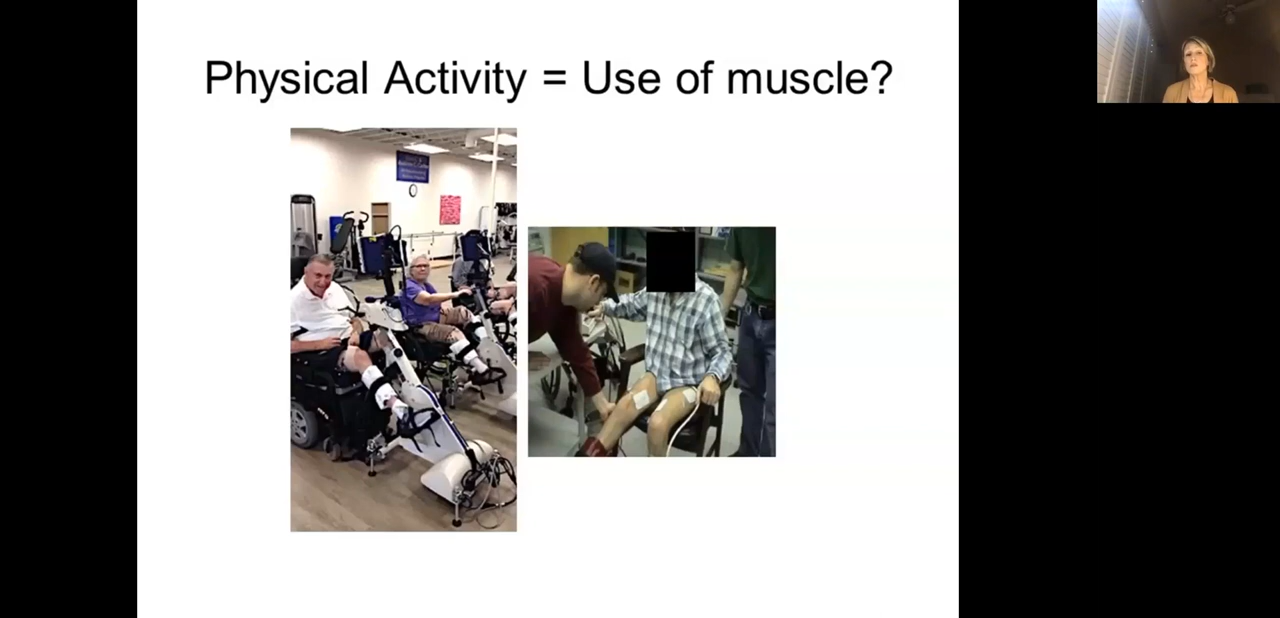 Physical Activity = Use of muscle?